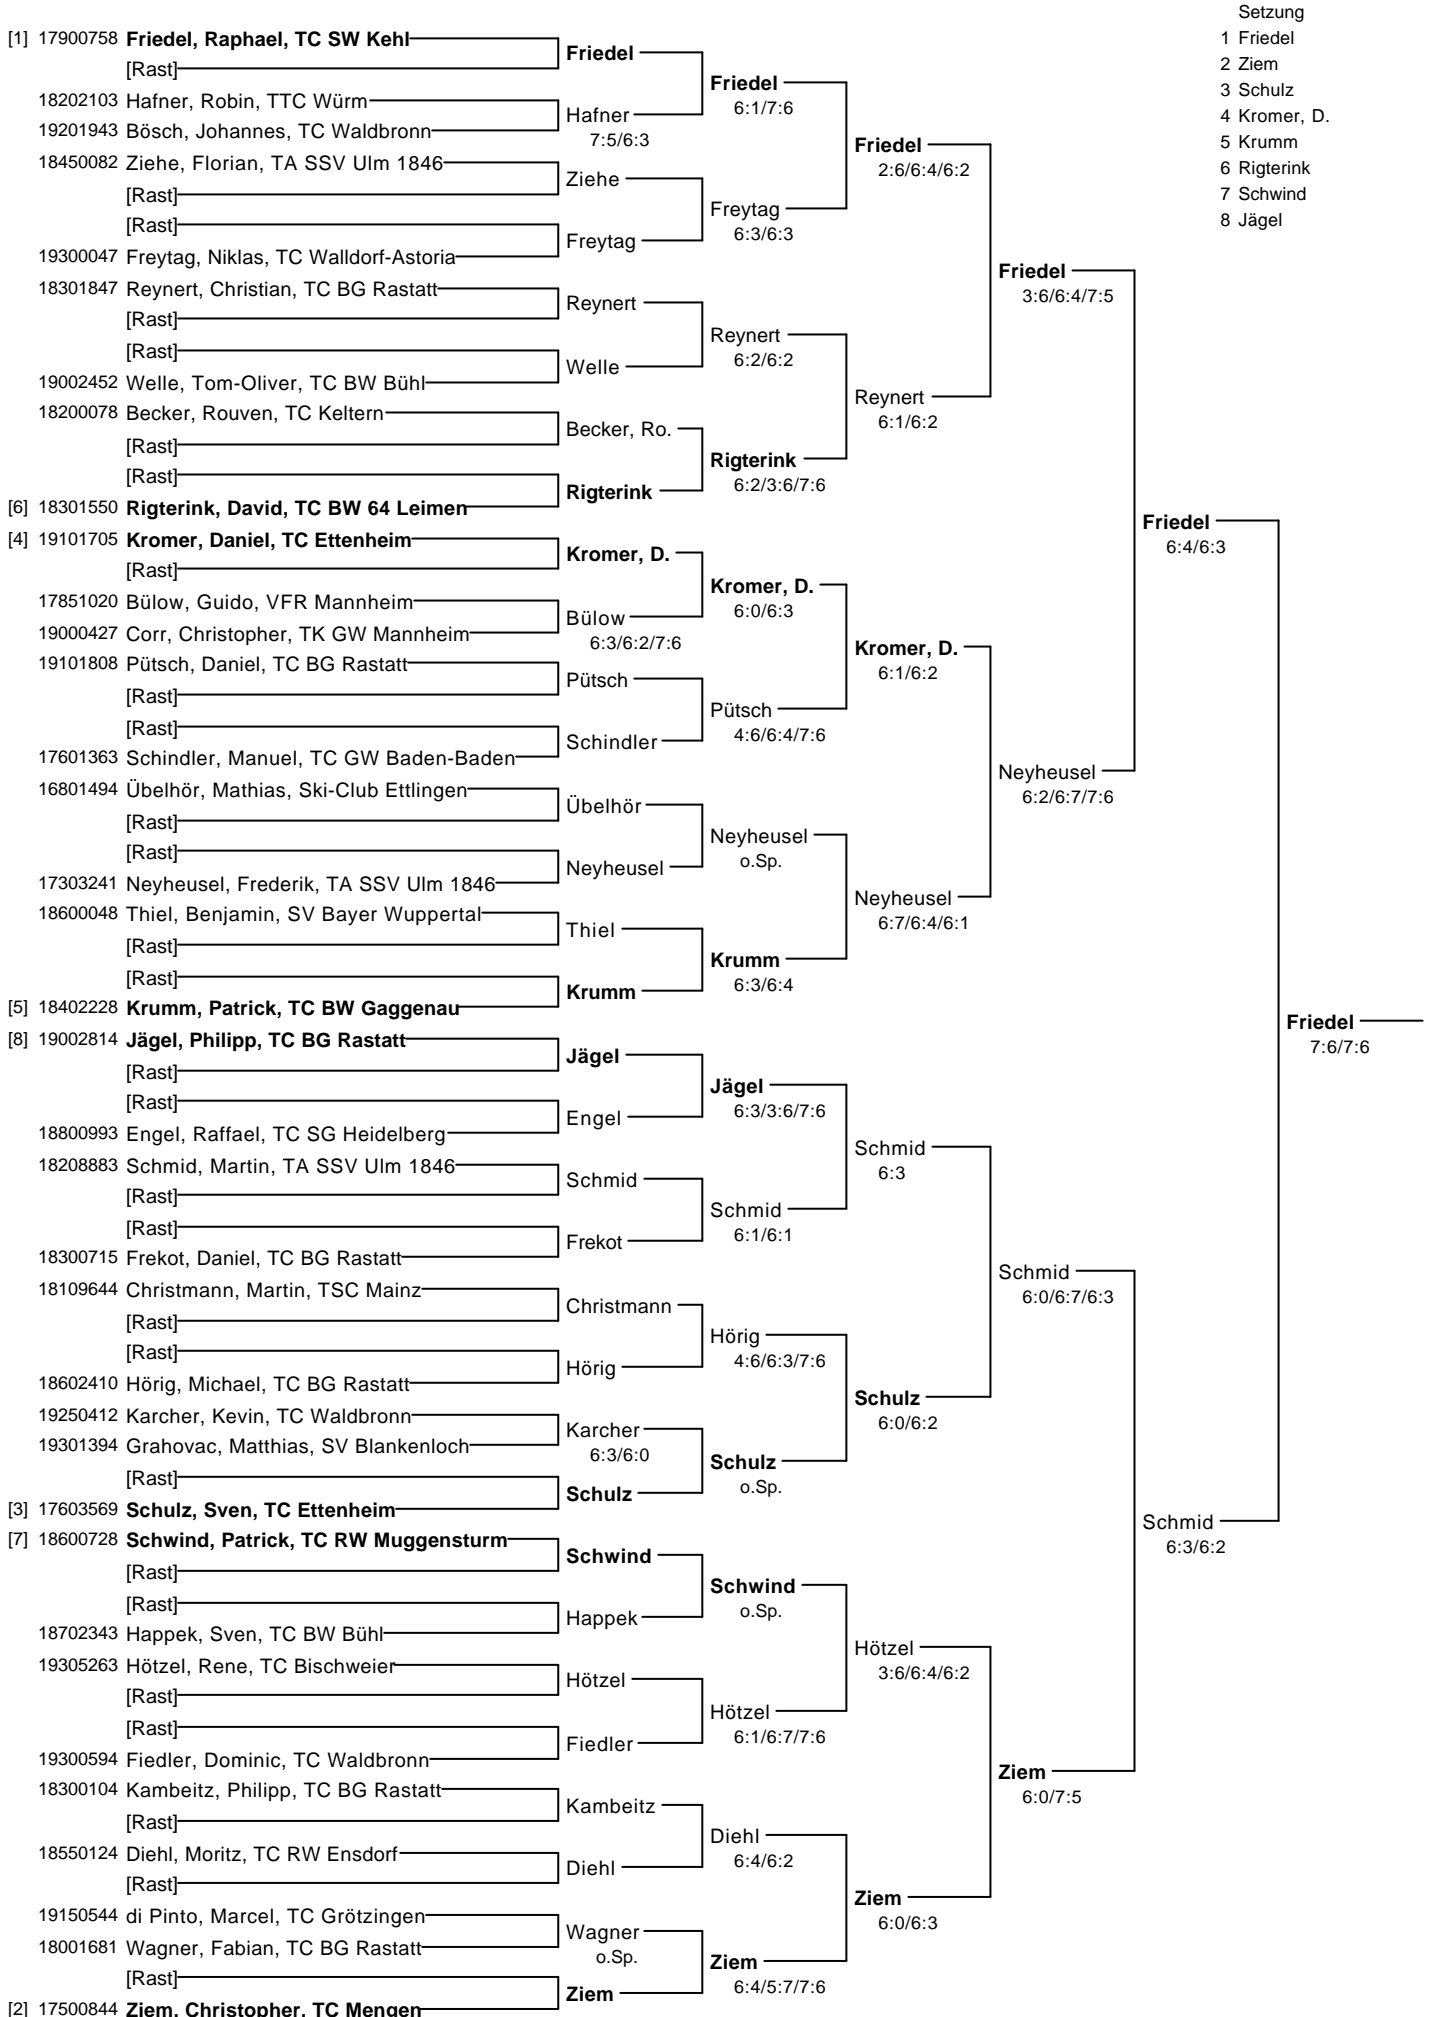 Setzung
1 Friedel
2 Ziem
3 Schulz
4 Kromer, D.
5 Krumm
6 Rigterink
7 Schwind
8 Jägel
[1] 17900758 Friedel, Raphael, TC SW Kehl
[Rast]
18202103 Hafner, Robin, TTC Würm
19201943 Bösch, Johannes, TC Waldbronn
18450082 Ziehe, Florian, TA SSV Ulm 1846
[Rast]
[Rast]
19300047 Freytag, Niklas, TC Walldorf-Astoria
18301847 Reynert, Christian, TC BG Rastatt
[Rast]
[Rast]
19002452 Welle, Tom-Oliver, TC BW Bühl
18200078 Becker, Rouven, TC Keltern
[Rast]
[Rast]
[6] 18301550 Rigterink, David, TC BW 64 Leimen
[4] 19101705 Kromer, Daniel, TC Ettenheim
[Rast]
17851020 Bülow, Guido, VFR Mannheim
19000427 Corr, Christopher, TK GW Mannheim
19101808 Pütsch, Daniel, TC BG Rastatt
[Rast]
[Rast]
17601363 Schindler, Manuel, TC GW Baden-Baden
16801494 Übelhör, Mathias, Ski-Club Ettlingen
[Rast]
[Rast]
17303241 Neyheusel, Frederik, TA SSV Ulm 1846
18600048 Thiel, Benjamin, SV Bayer Wuppertal
[Rast]
[Rast]
[5] 18402228 Krumm, Patrick, TC BW Gaggenau
[8] 19002814 Jägel, Philipp, TC BG Rastatt
[Rast]
[Rast]
18800993 Engel, Raffael, TC SG Heidelberg
18208883 Schmid, Martin, TA SSV Ulm 1846
[Rast]
[Rast]
18300715 Frekot, Daniel, TC BG Rastatt
18109644 Christmann, Martin, TSC Mainz
[Rast]
[Rast]
18602410 Hörig, Michael, TC BG Rastatt
19250412 Karcher, Kevin, TC Waldbronn
19301394 Grahovac, Matthias, SV Blankenloch
[Rast]
[3] 17603569 Schulz, Sven, TC Ettenheim
[7] 18600728 Schwind, Patrick, TC RW Muggensturm
[Rast]
[Rast]
18702343 Happek, Sven, TC BW Bühl
19305263 Hötzel, Rene, TC Bischweier
[Rast]
[Rast]
19300594 Fiedler, Dominic, TC Waldbronn
18300104 Kambeitz, Philipp, TC BG Rastatt
[Rast]
18550124 Diehl, Moritz, TC RW Ensdorf
[Rast]
19150544 di Pinto, Marcel, TC Grötzingen
18001681 Wagner, Fabian, TC BG Rastatt
[Rast]
[2] 17500844 Ziem, Christopher, TC Mengen
Friedel
Hafner
7:5/6:3
Ziehe
Freytag
Reynert
Welle
Becker, Ro.
Rigterink
Kromer, D.
Bülow
6:3/6:2/7:6
Pütsch
Schindler
Übelhör
Neyheusel
Thiel
Krumm
Jägel
Engel
Schmid
Frekot
Christmann
Hörig
Karcher
6:3/6:0
Schulz
Schwind
Happek
Hötzel
Fiedler
Kambeitz
Diehl
Wagner
o.Sp.
Ziem
Friedel
6:1/7:6
Freytag
6:3/6:3
Reynert
6:2/6:2
Rigterink
6:2/3:6/7:6
Kromer, D.
6:0/6:3
Pütsch
4:6/6:4/7:6
Neyheusel
o.Sp.
Krumm
6:3/6:4
Jägel
6:3/3:6/7:6
Schmid
6:1/6:1
Hörig
4:6/6:3/7:6
Schulz
o.Sp.
Schwind
o.Sp.
Hötzel
6:1/6:7/7:6
Diehl
6:4/6:2
Ziem
6:4/5:7/7:6
Friedel
2:6/6:4/6:2
Reynert
6:1/6:2
Kromer, D.
6:1/6:2
Neyheusel
6:7/6:4/6:1
Schmid
6:3
Schulz
6:0/6:2
Hötzel
3:6/6:4/6:2
Ziem
6:0/6:3
Friedel
3:6/6:4/7:5
Neyheusel
6:2/6:7/7:6
Schmid
6:0/6:7/6:3
Ziem
6:0/7:5
Friedel
6:4/6:3
Schmid
6:3/6:2
Friedel
7:6/7:6